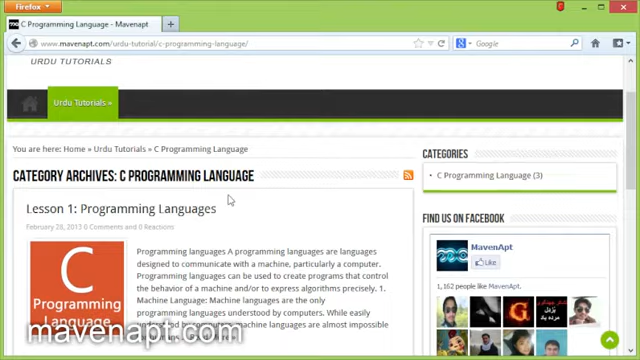 Firefox
C Programming Language - Mavenapt
www.mavenapt.com/urdu-tutorial/c-programming-language/
Google
URDU TUTORIALS
Urdu Tutorials »
You are here: Home » Urdu Tutorials » C Programming Language
CATEGORY ARCHIVES: C PROGRAMMING LANGUAGE
Lesson 1: Programming Languages
February 28, 2013 0 Comments and 0 Reactions
C
Programming
Language
Programming languages A programming languages are languages
designed to communicate with a machine, particularly a computer.
Programming languages can be used to create programs that control
the behavior of a machine and/or to express algorithms precisely. 1.
Machine Language: Machine languages are the only
programming languages understood by computers. While easily
understood by computers, machine languages are almost impossible
mavenapt.com
CATEGORIES
C Programming Language (3)
FIND US ON FACEBOOK
MavenApt
Like
1,162 people like MavenApt.